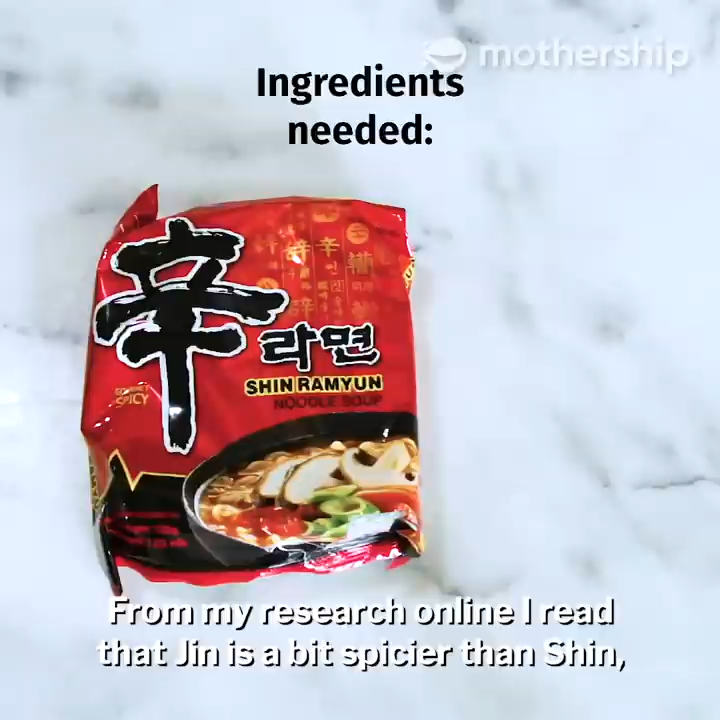 mothership
Ingredients
needed:
辛
라면
SHIN RAMYUN
NOODLE SOUP
GOURMET
SPICY
From my research online I read
that Jin is a bit spicier than Shin,